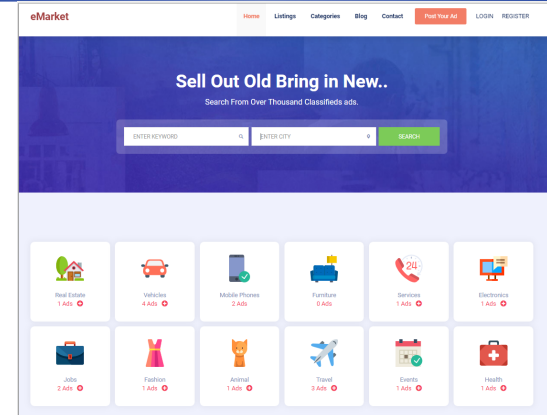 eMarket
Home Listings Categories Blog Contact Post Your Ad LOGIN REGISTER
Sell Out Old Bring in New..
Search From Over Thousand Classifieds ads.
ENTER KEYWORD ENTER CITY SEARCH
24
Real Estate Vehicles Mobile Phones Furniture Services Electronics
1 Ads 4 Ads 2 Ads 0 Ads 1 Ads 1 Ads
Jobs Fashion Animal Travel Events Health
2 Ads 1 Ads 1 Ads 3 Ads 1 Ads 1 Ads